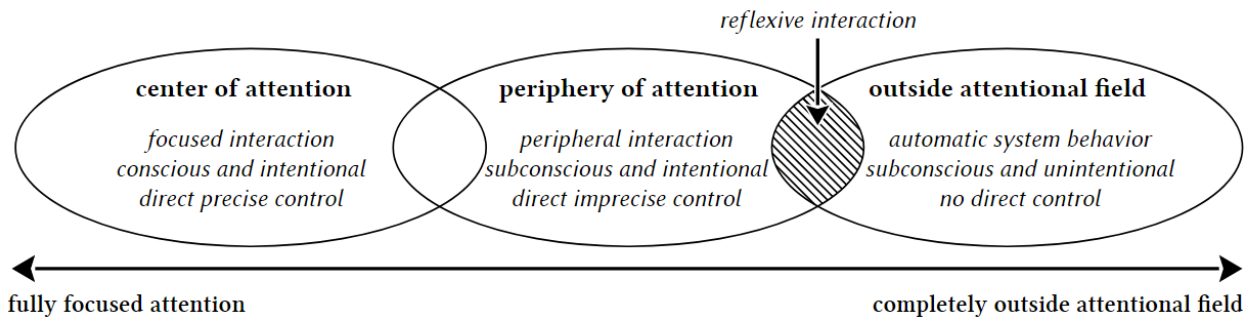 reflexive interaction
center of attention
focused interaction
conscious and intentional
direct precise control
periphery of attention
peripheral interaction
subconscious and intentional
direct imprecise control
outside attentional field
automatic system behavior
subconscious and unintentional
no direct control
fully focused attention
completely outside attentional field